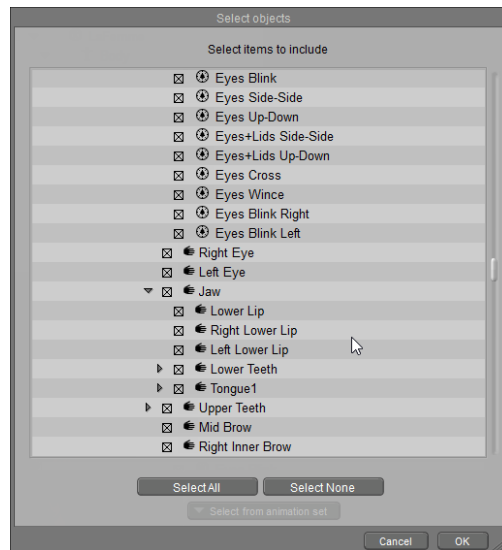 Select objects
Select items to include
Eyes Blink
Eyes Side-Side
Eyes Up-Down
Eyes+Lids Side-Side
Eyes+Lids Up-Down
Eyes Cross
Eyes Wince
Eyes Blink Right
Eyes Blink Left
Right Eye
Left Eye
Jaw
Lower Lip
Right Lower Lip
Left Lower Lip
Lower Teeth
Tongue1
Upper Teeth
Mid Brow
Right Inner Brow
Select All Select None
Select from animation set
Cancel OK